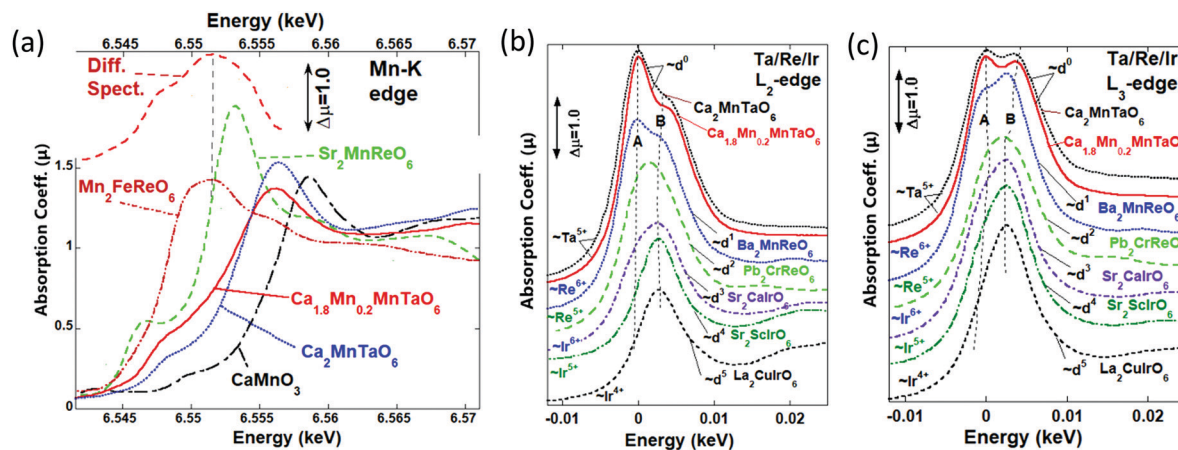 (a)
Energy (keV)
6.545 6.55 6.555 6.56 6.565 6.57
Diff.
Spect.
Δμ=1.0
Mn-K
edge
Absorption Coeff. (μ)
1.5
1
0.5
0
Sr₂MnReO₆
Mn₂FeReO₆
Ca₁.₈Mn₀.₂MnTaO₆
Ca₂MnTaO₆
CaMnO₃
6.545 6.55 6.555 6.56 6.565 6.57
Energy (keV)
(b)
Ta/Re/Ir
L₂-edge
Δμ=1.0
~d⁰
Ca₂MnTaO₆
Ca₁.₈Mn₀.₂MnTaO₆
A
B
Absorption Coeff. (μ)
~Ta⁵⁺
~d¹
Ba₂MnReO₆
~Re⁶⁺
~d²
Pb₂CrReO₆
~Re⁵⁺
~d³
Sr₂CaIrO₆
~Ir⁶⁺
~d⁴
Sr₂ScIrO₆
~Ir⁵⁺
~d⁵ La₂CuIrO₆
~Ir⁴⁺
-0.01 0 0.01 0.02
Energy (keV)
(c)
Ta/Re/Ir
L₃-edge
Δμ=1.0
~d⁰
Ca₂MnTaO₆
Ca₁.₈Mn₀.₂MnTaO
A
B
Absorption Coeff. (μ)
~Ta⁵⁺
~d¹
Ba₂MnReO₆
~Re⁶⁺
~d²
Pb₂CrReO₆
~Re⁵⁺
~d³
Sr₂CaIrO₆
~Ir⁶⁺
~d⁴
Sr₂ScIrO₆
~Ir⁵⁺
~d⁵
La₂CuIrO₆
~Ir⁴⁺
-0.01 0 0.01 0.02
Energy (keV)